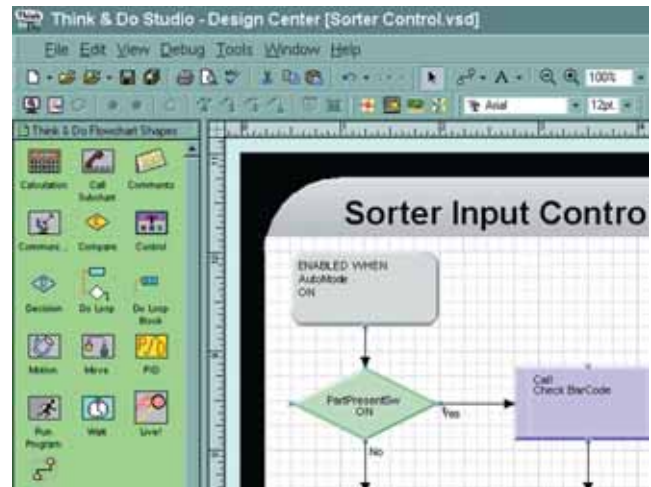 Think & Do Studio - Design Center [Sorter Control.vsd]
File Edit View Debug Tools Window Help
100%
Arial 12pt.
Think & Do Flowchart Shapes
Calculation Call Subchart Comments
Communi... Compare Control
Decision Do Loop Do Loop Block
Motion Move PID
Run Program Wait Live!
Sorter Input Contro
ENABLED WHEN
AutoMode
ON
PartPresentSw
ON
Yes
No
Call
Check BarCode